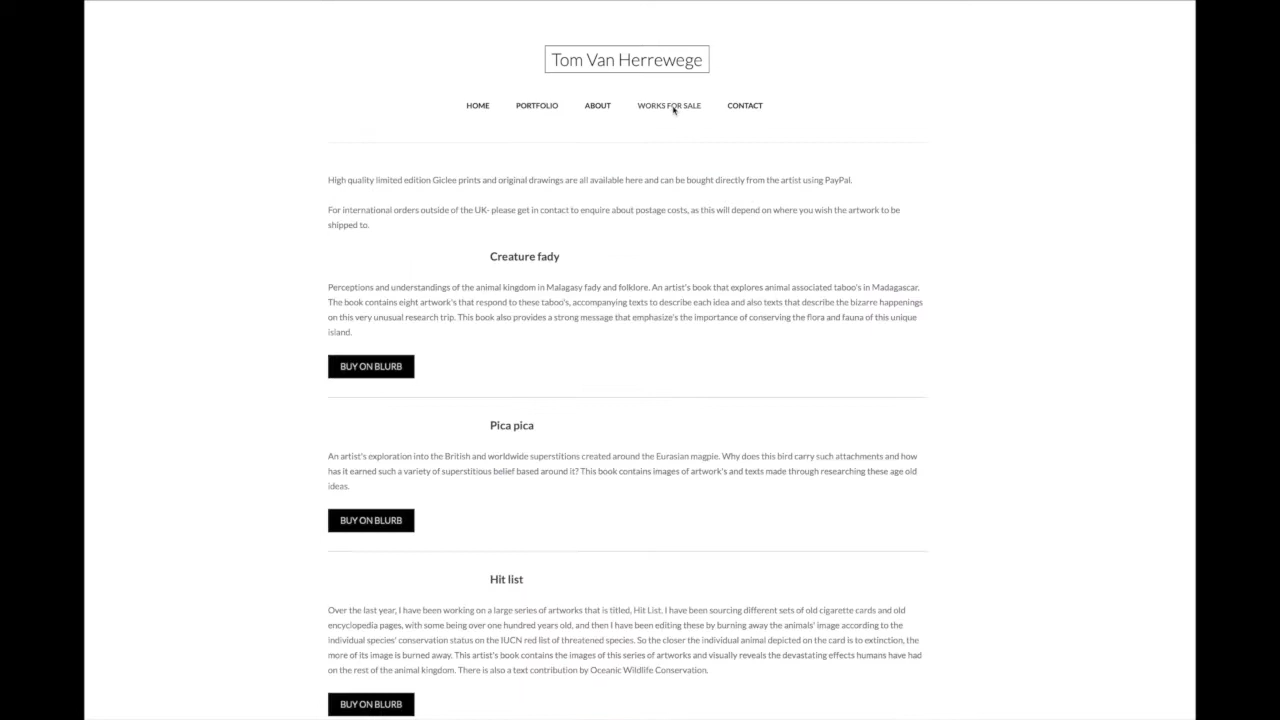 Tom Van Herrewege
HOME PORTFOLIO ABOUT WORKS FOR SALE CONTACT
High quality limited edition Giclee prints and original drawings are all available here and can be bought directly from the artist using PayPal.
For international orders outside of the UK- please get in contact to enquire about postage costs, as this will depend on where you wish the artwork to be
shipped to.
Creature fady
Perceptions and understandings of the animal kingdom in Malagasy fady and folklore. An artist's book that explores animal associated taboo's in Madagascar.
The book contains eight artwork's that respond to these taboo's, accompanying texts to describe each idea and also texts that describe the bizarre happenings
on this very unusual research trip. This book also provides a strong message that emphasize's the importance of conserving the flora and fauna of this unique
island.
BUY ON BLURB
Pica pica
An artist's exploration into the British and worldwide superstitions created around the Eurasian magpie. Why does this bird carry such attachments and how
has it earned such a variety of superstitious belief based around it? This book contains images of artwork's and texts made through researching these age old
ideas.
BUY ON BLURB
Hit list
Over the last year, I have been working on a large series of artworks that is titled, Hit List. I have been sourcing different sets of old cigarette cards and old
encyclopedia pages, with some being over one hundred years old, and then I have been editing these by burning away the animals' image according to the
individual species' conservation status on the IUCN red list of threatened species. So the closer the individual animal depicted on the card is to extinction, the
more of its image is burned away. This artist's book contains the images of this series of artworks and visually reveals the devastating effects humans have had
on the rest of the animal kingdom. There is also a text contribution by Oceanic Wildlife Conservation.
BUY ON BLURB